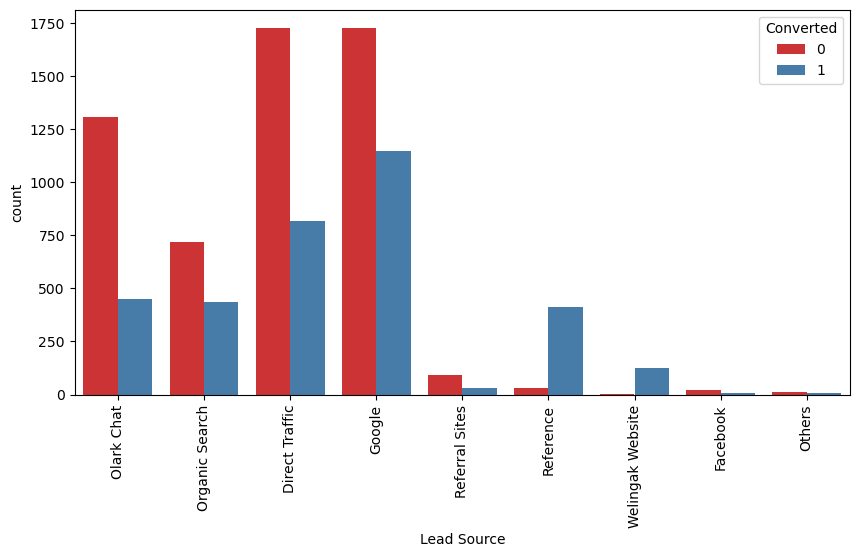 1750
1500
1250
1000
750
500
250
0
count
Converted
0
1
Olark Chat
Organic Search
Direct Traffic
Google
Referral Sites
Reference
Welingak Website
Facebook
Others
Lead Source